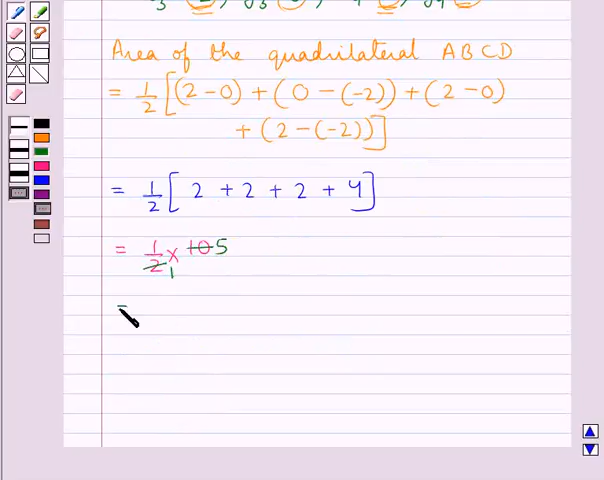 Area of the quadrilateral ABCD
= 1/2 [(2-0) + (0-(-2)) + (2-0)
+ (2-(-2))]
= 1/2 [2 + 2 + 2 + 4]
= 1/2 x 10 5
1
=